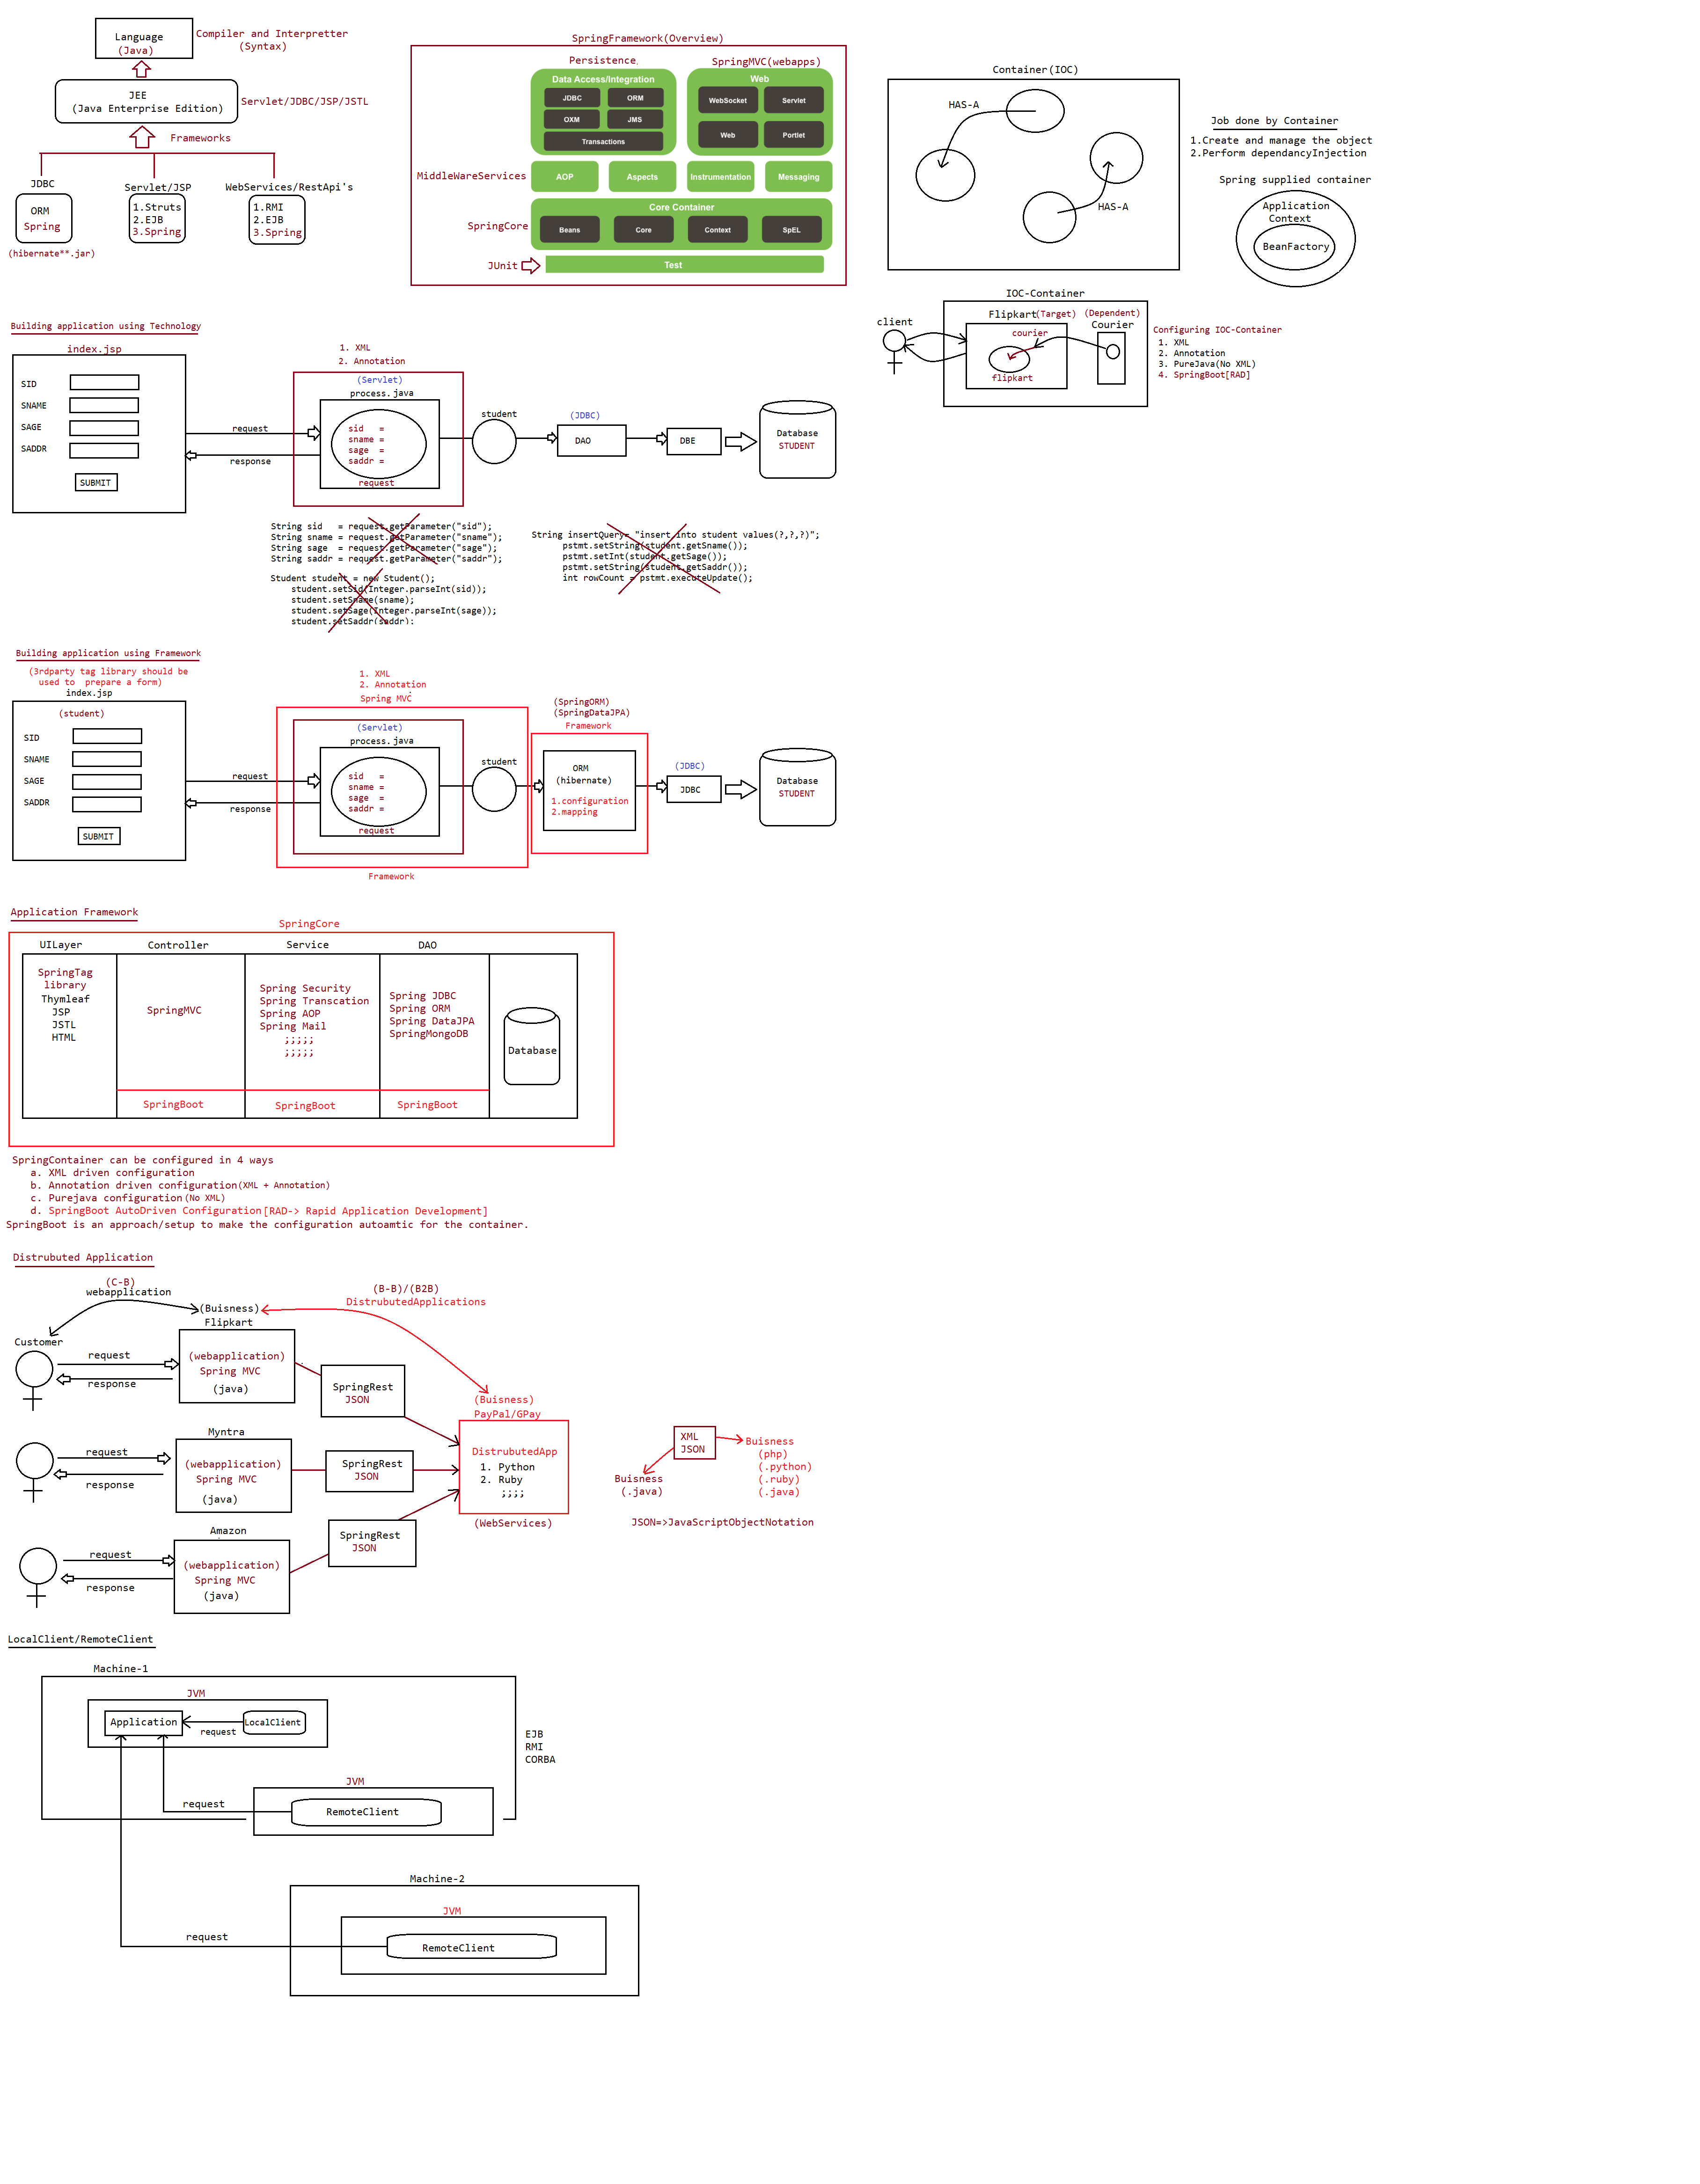 Language
(Java)
Compiler and Interpretter
(Syntax)
JEE
(Java Enterprise Edition)
Servlet/JDBC/JSP/JSTL
Frameworks
JDBC
ORM
Spring
(hibernate**.jar)
Servlet/JSP
1.Struts
2.EJB
3.Spring
WebServices/RestApi's
1.RMI
2.EJB
3.Spring
SpringFramework(Overview)
Persistence
SpringMVC(webapps)
Data Access/Integration
JDBC
ORM
OXM
JMS
Transactions
Web
WebSocket
Servlet
Web
Portlet
MiddleWareServices
AOP
Aspects
Instrumentation
Messaging
SpringCore
Core Container
Beans
Core
Context
SpEL
JUnit
Test
Container(IOC)
HAS-A
HAS-A
Job done by Container
1.Create and manage the object
2.Perform dependancyInjection
Spring supplied container
Application
Context
BeanFactory
IOC-Container
client
Flipkart(Target)
(Dependent)
Courier
courier
flipkart
Configuring IOC-Container
1. XML
2. Annotation
3. PureJava(No XML)
4. SpringBoot[RAD]
Building application using Technology
index.jsp
SID
SNAME
SAGE
SADDR
SUBMIT
request
response
1. XML
2. Annotation
(Servlet)
process.java
sid   =
sname =
sage  =
saddr =
request
student
(JDBC)
DAO
DBE
Database
STUDENT
String sid   = request.getParameter("sid");
String sname = request.getParameter("sname");
String sage  = request.getParameter("sage");
String saddr = request.getParameter("saddr");
Student student = new Student();
student.setSid(Integer.parseInt(sid));
student.setSname(sname);
student.setSage(Integer.parseInt(sage));
student.setSaddr(saddr);
String insertQuery= "insert into student values(?,?,?)";
pstmt.setString(student.getSname());
pstmt.setInt(student.getSage());
pstmt.setString(student.getSaddr());
int rowCount = pstmt.executeUpdate();
Building application using Framework
(3rdparty tag library should be
used to  prepare a form)
index.jsp
(student)
SID
SNAME
SAGE
SADDR
SUBMIT
request
response
1. XML
2. Annotation
Spring MVC
(Servlet)
process.java
sid   =
sname =
sage  =
saddr =
request
Framework
student
(SpringORM)
(SpringDataJPA)
Framework
ORM
(hibernate)
1.configuration
2.mapping
(JDBC)
JDBC
Database
STUDENT
Application Framework
SpringCore
UILayer
Controller
Service
DAO
SpringTag
library
Thymleaf
JSP
JSTL
HTML
SpringMVC
Spring Security
Spring Transcation
Spring AOP
Spring Mail
;;;;;
;;;;;
Spring JDBC
Spring ORM
Spring DataJPA
SpringMongoDB
Database
SpringBoot
SpringBoot
SpringBoot
SpringContainer can be configured in 4 ways
a. XML driven configuration
b. Annotation driven configuration(XML + Annotation)
c. Purejava configuration(No XML)
d. SpringBoot AutoDriven Configuration[RAD-> Rapid Application Development]
SpringBoot is an approach/setup to make the configuration autoamtic for the container.
Distrubuted Application
(C-B)
webapplication
(B-B)/(B2B)
DistrubutedApplications
(Buisness)
Flipkart
Customer
request
response
(webapplication)
Spring MVC
(java)
SpringRest
JSON
(Buisness)
PayPal/GPay
Myntra
request
response
(webapplication)
Spring MVC
(java)
SpringRest
JSON
DistrubutedApp
1. Python
2. Ruby
;;;;
(WebServices)
XML
JSON
Buisness
(.java)
Buisness
(php)
(.python)
(.ruby)
(.java)
JSON=>JavaScriptObjectNotation
Amazon
request
response
(webapplication)
Spring MVC
(java)
SpringRest
JSON
LocalClient/RemoteClient
Machine-1
JVM
Application
request
LocalClient
EJB
RMI
CORBA
JVM
request
RemoteClient
Machine-2
JVM
request
RemoteClient